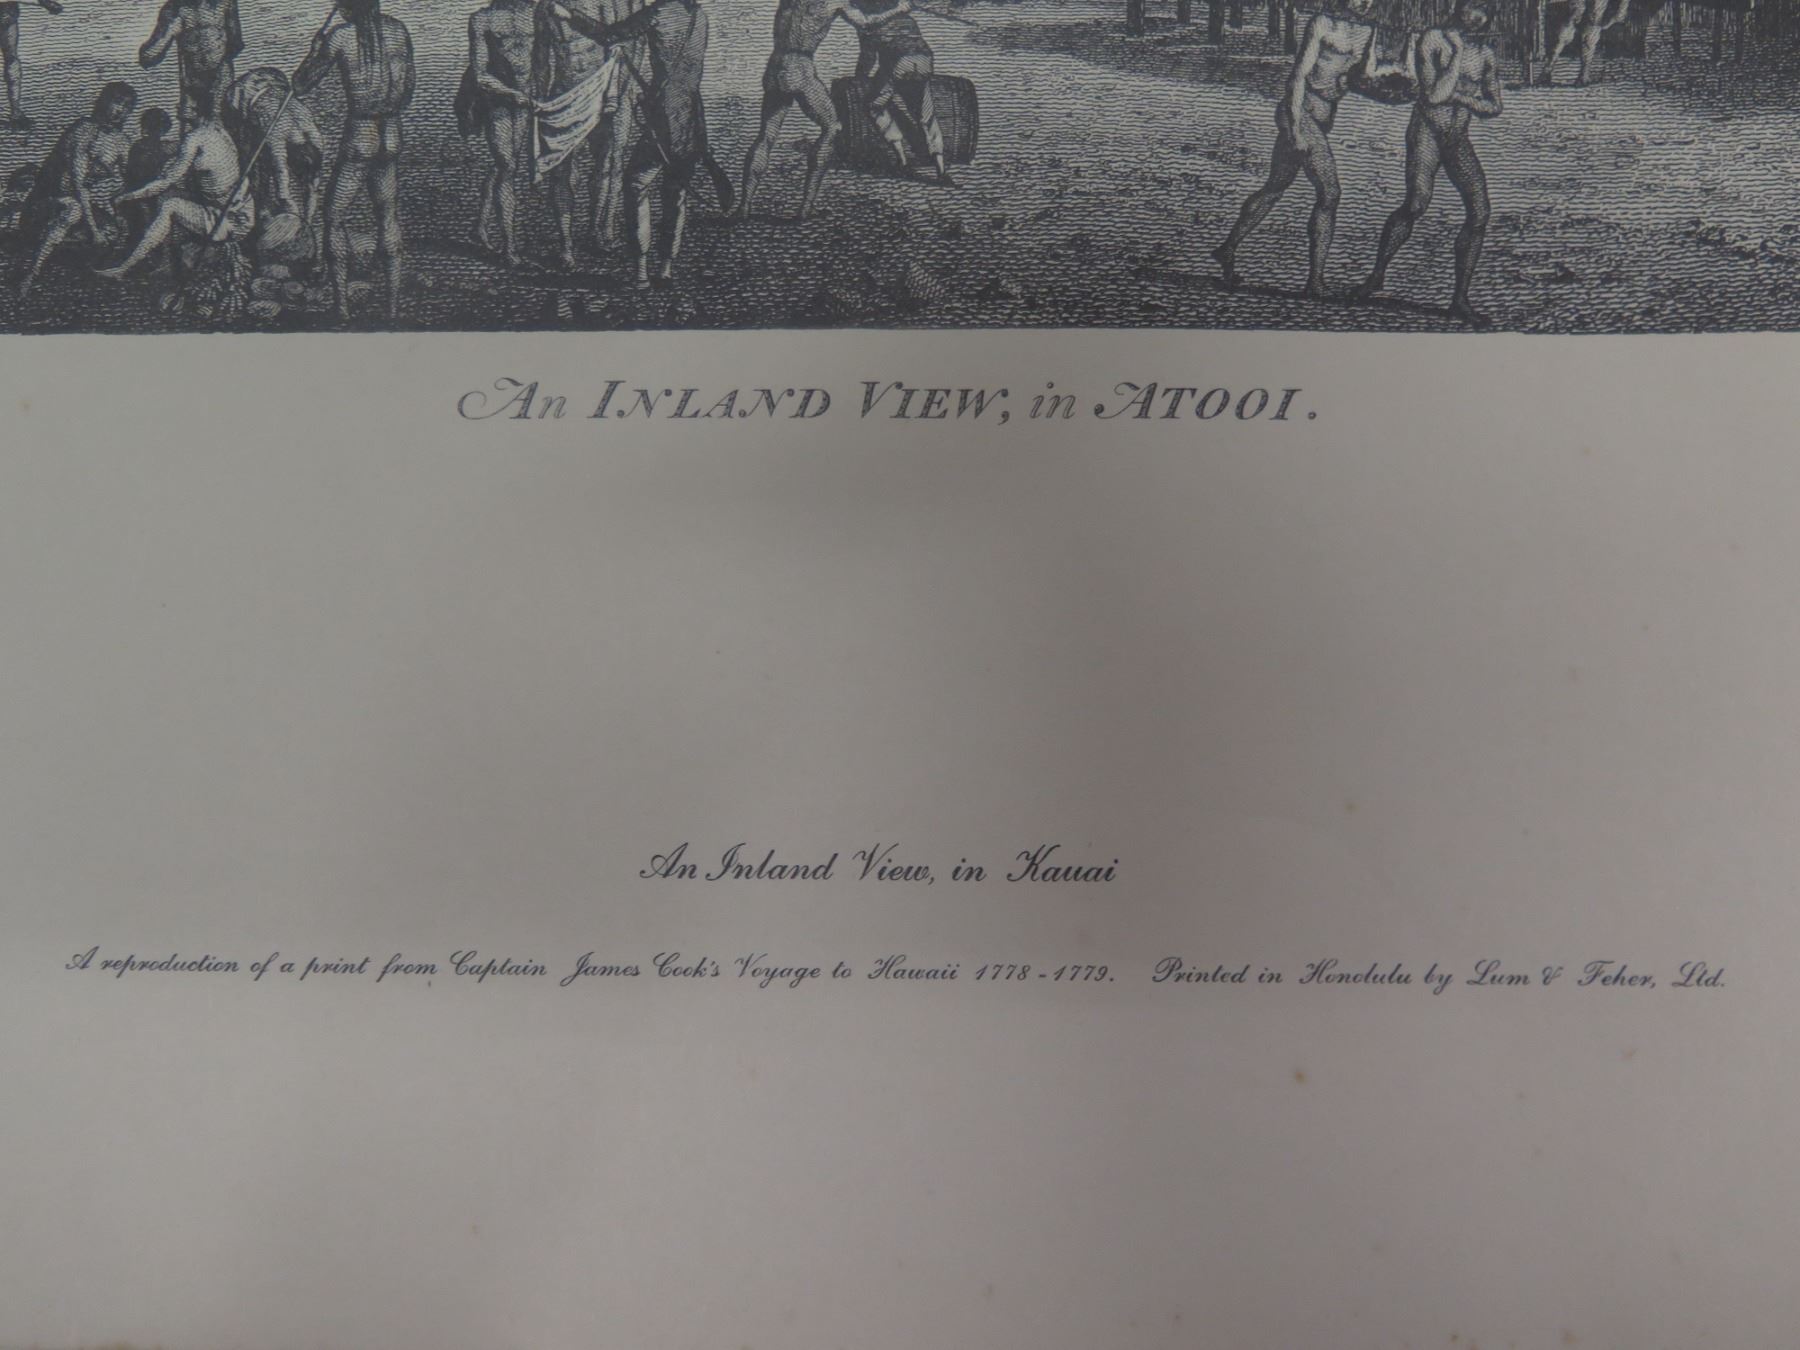 An INLAND VIEW, in ATOOI.
An Inland View, in Kauai
A reproduction of a print from Captain James Cook's Voyage to Hawaii 1778-1779. Printed in Honolulu by Lum & Feher, Ltd.